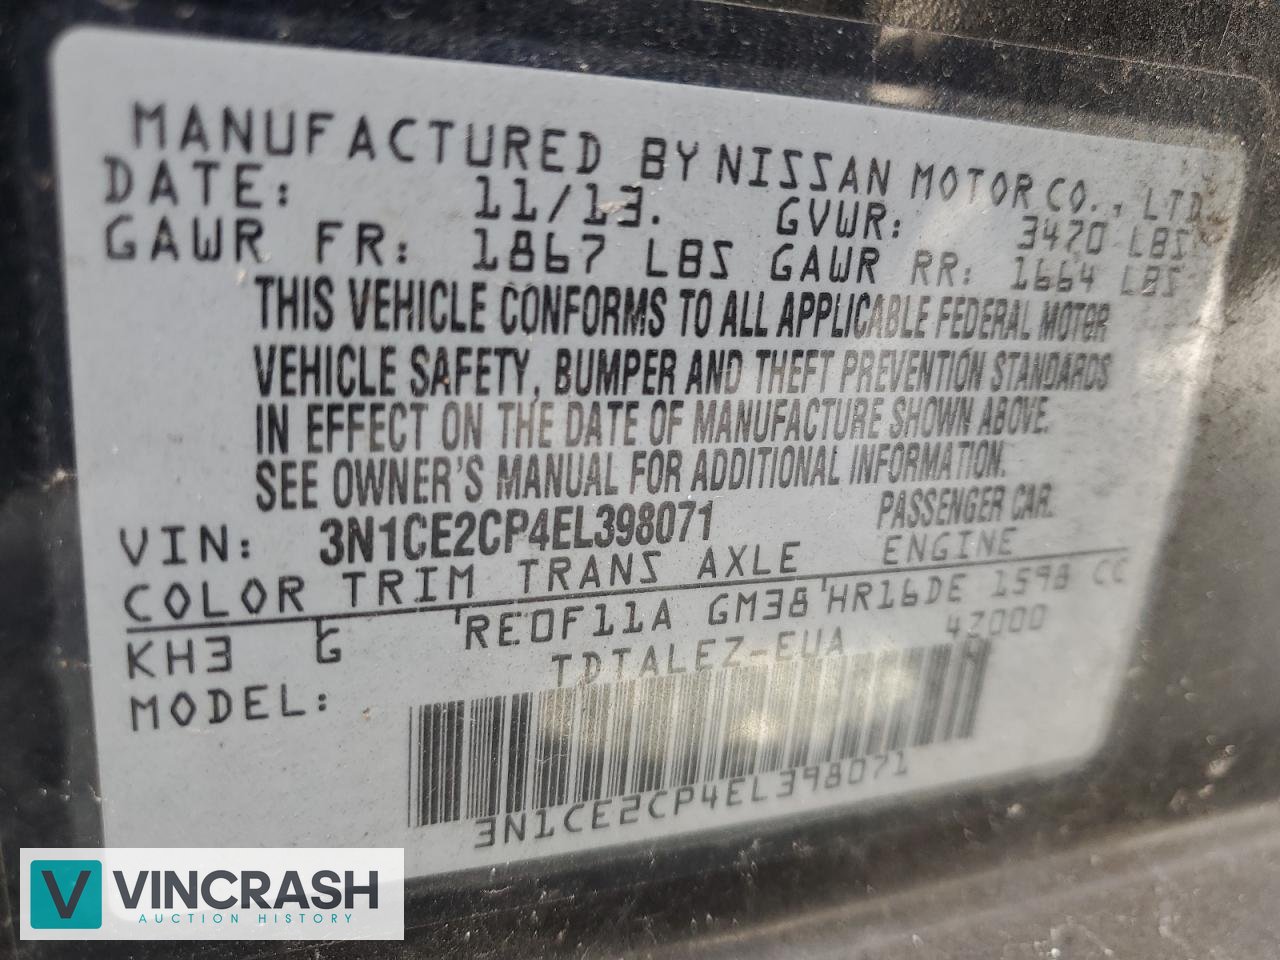 MANUFACTURED BY NISSAN MOTOR CO., LTD.
DATE: 11/13. GVWR: 3470 LBS
GAWR FR: 1867 LBS GAWR RR: 1664 LBS
THIS VEHICLE CONFORMS TO ALL APPLICABLE FEDERAL MOTOR
VEHICLE SAFETY, BUMPER AND THEFT PREVENTION STANDARDS
IN EFFECT ON THE DATE OF MANUFACTURE SHOWN ABOVE.
SEE OWNER'S MANUAL FOR ADDITIONAL INFORMATION.
VIN: 3N1CE2CP4EL398071 PASSENGER CAR.
COLOR TRIM TRANS AXLE ENGINE
KH3 G RE0F11A GM38 HR16DE 1598 CC
MODEL: TDTALEZ-EUA 4Z000
3N1CE2CP4EL398071
V VINCRASH
AUCTION HISTORY